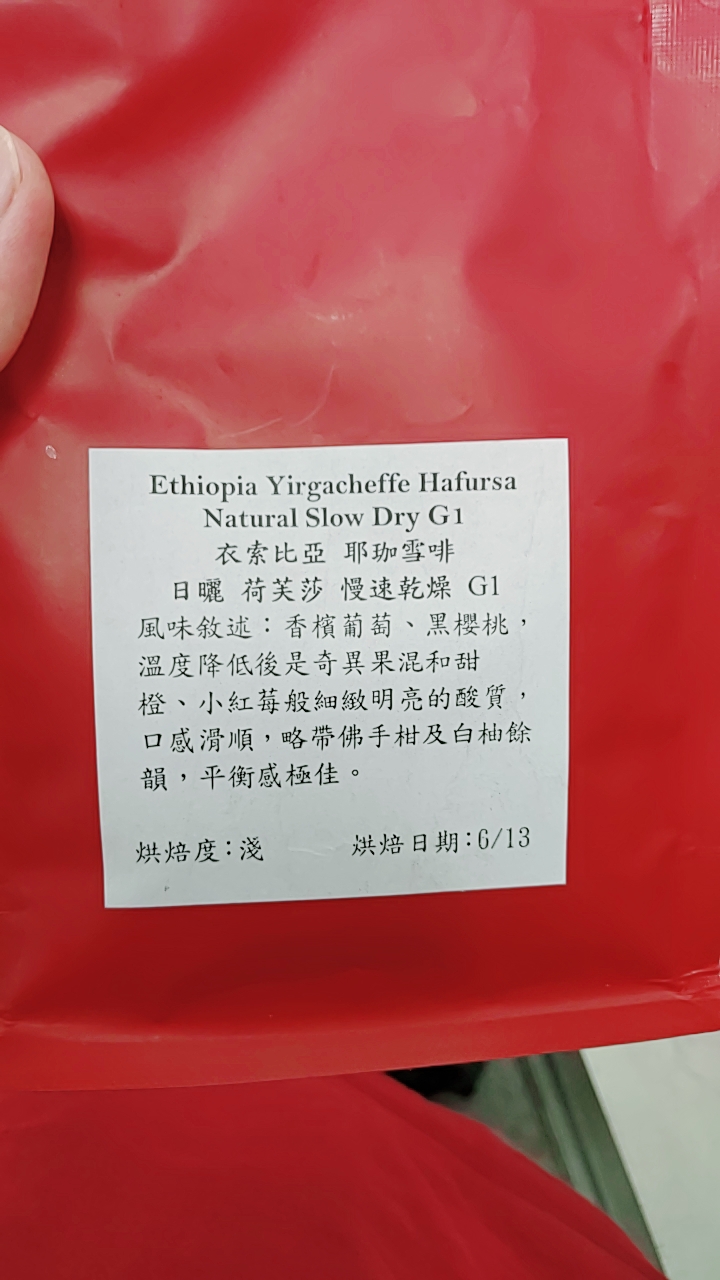 Ethiopia Yirgacheffe Hafursa
Natural Slow Dry G1
衣索比亞 耶珈雪啡
日曬 荷芙莎 慢速乾燥 G1
風味敘述：香檳葡萄、黑櫻桃，
溫度降低後是奇異果混和甜
橙、小紅莓般細緻明亮的酸質，
口感滑順，略帶佛手柑及白柚餘
韻，平衡感極佳。
烘焙度：淺 烘焙日期：6/13